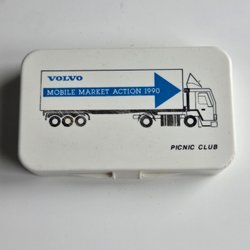 VOLVO
MOBILE MARKET ACTION 1990
PICNIC CLUB